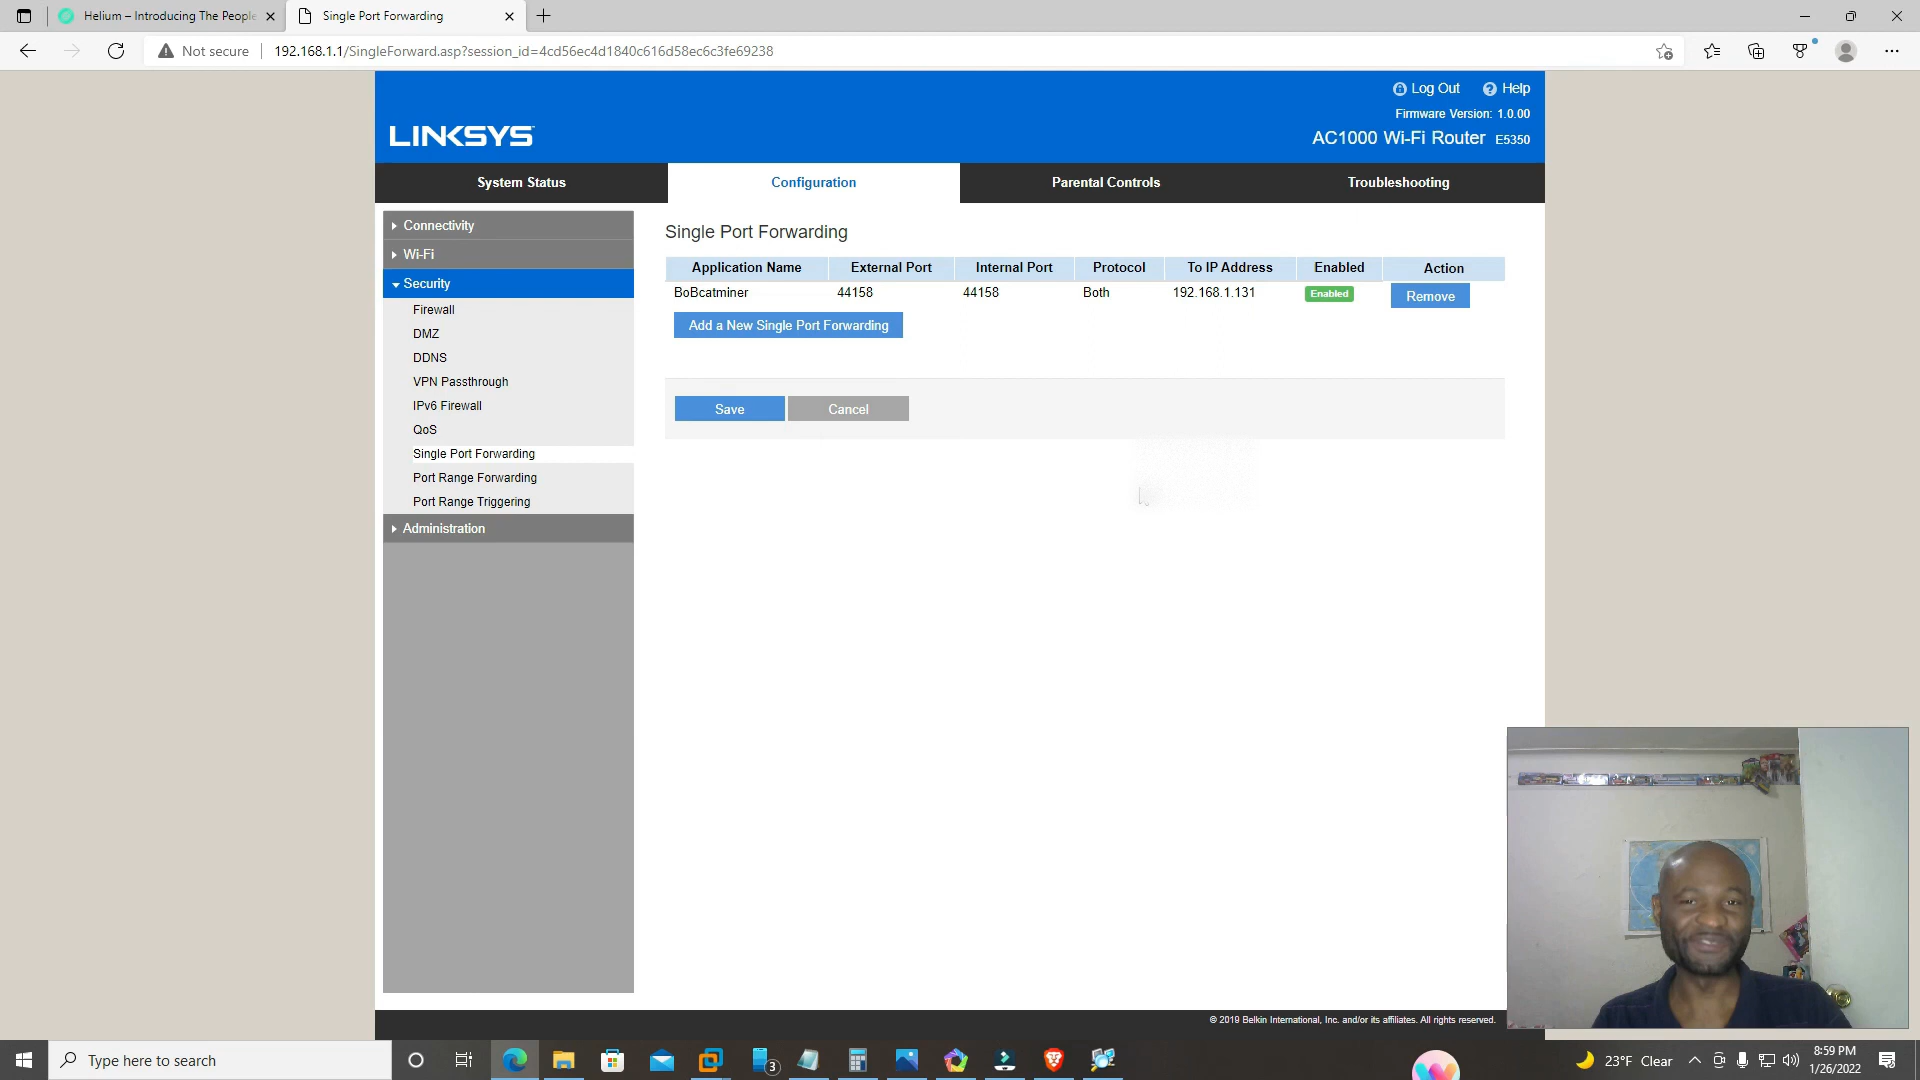 Helium – Introducing The People
Single Port Forwarding
Not secure
192.168.1.1/SingleForward.asp?session_id=4cd56ec4d1840c616d58ec6c3fe69238
Log Out
Help
Firmware Version: 1.0.00
LINKSYS
AC1000 Wi-Fi Router E5350
System Status
Configuration
Parental Controls
Troubleshooting
Connectivity
Wi-Fi
Security
Firewall
DMZ
DDNS
VPN Passthrough
IPv6 Firewall
QoS
Single Port Forwarding
Port Range Forwarding
Port Range Triggering
Administration
Single Port Forwarding
Application Name External Port Internal Port Protocol To IP Address Enabled Action
BoBcatminer 44158 44158 Both 192.168.1.131 Enabled Remove
Add a New Single Port Forwarding
Save Cancel
© 2019 Belkin International, Inc. and/or its affiliates. All rights reserved.
Type here to search
3
23°F Clear
8:59 PM
1/26/2022